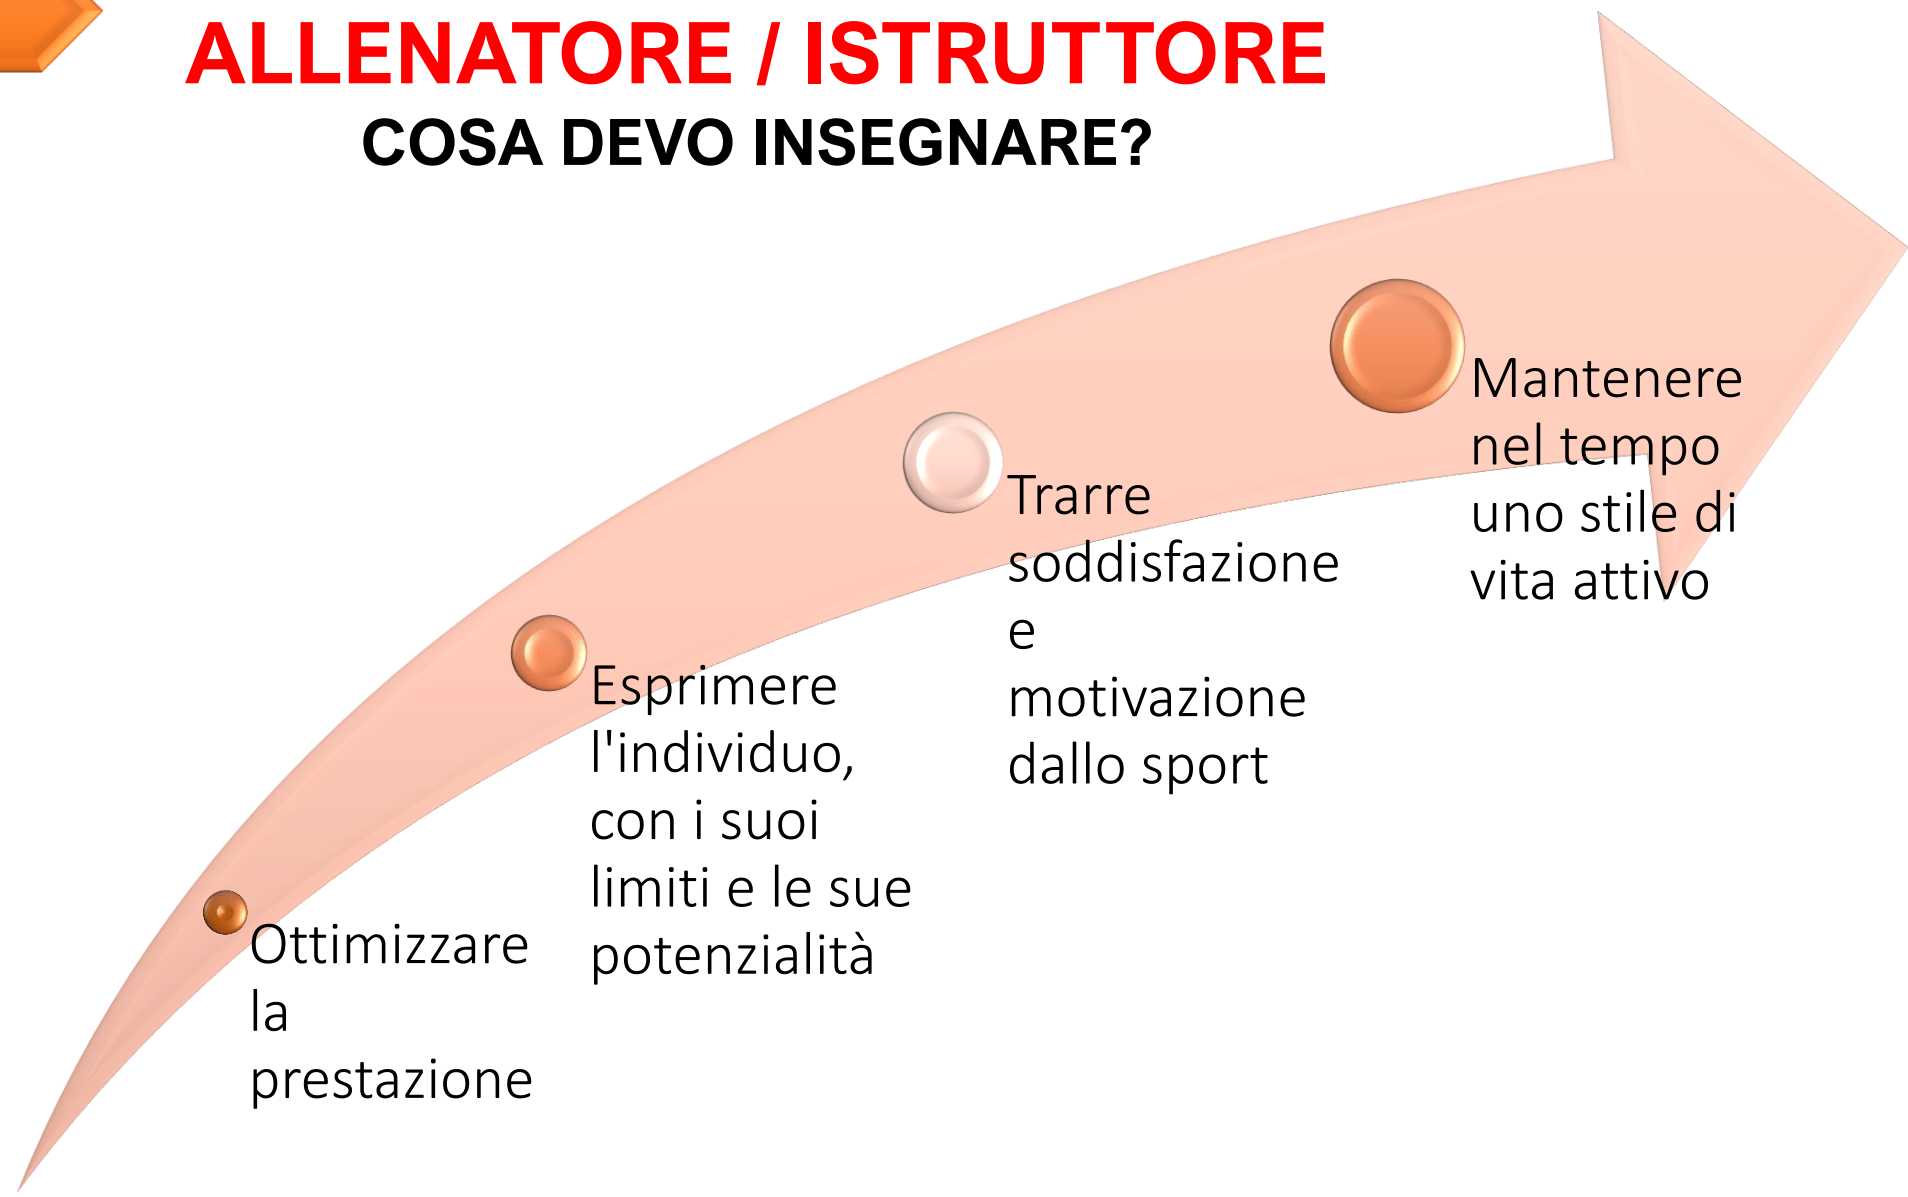 ALLENATORE / ISTRUTTORE
COSA DEVO INSEGNARE?
Ottimizzare
la
prestazione
Esprimere
l'individuo,
con i suoi
limiti e le sue
potenzialità
Trarre
soddisfazione
e
motivazione
dallo sport
Mantenere
nel tempo
uno stile di
vita attivo